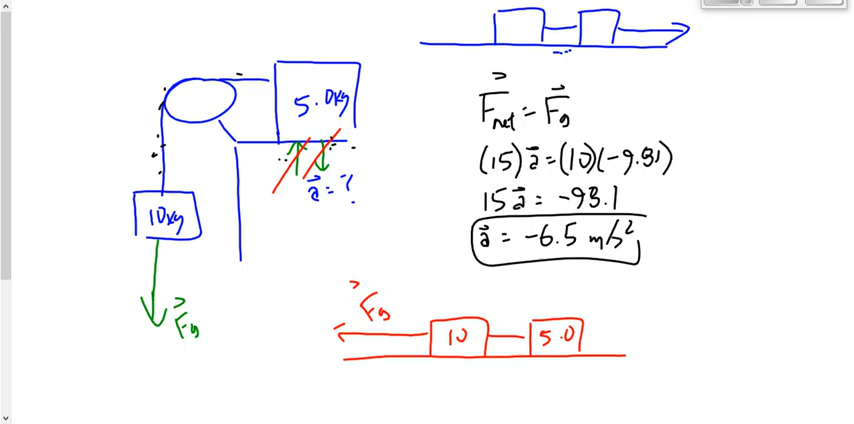 5.0kg
F⃗net = F⃗g
(15) a⃗ = (10)(-9.81)
15 a⃗ = -98.1
a⃗ = -6.5 m/s²
a⃗ = ?
10kg
F⃗g
F⃗g
10
5.0